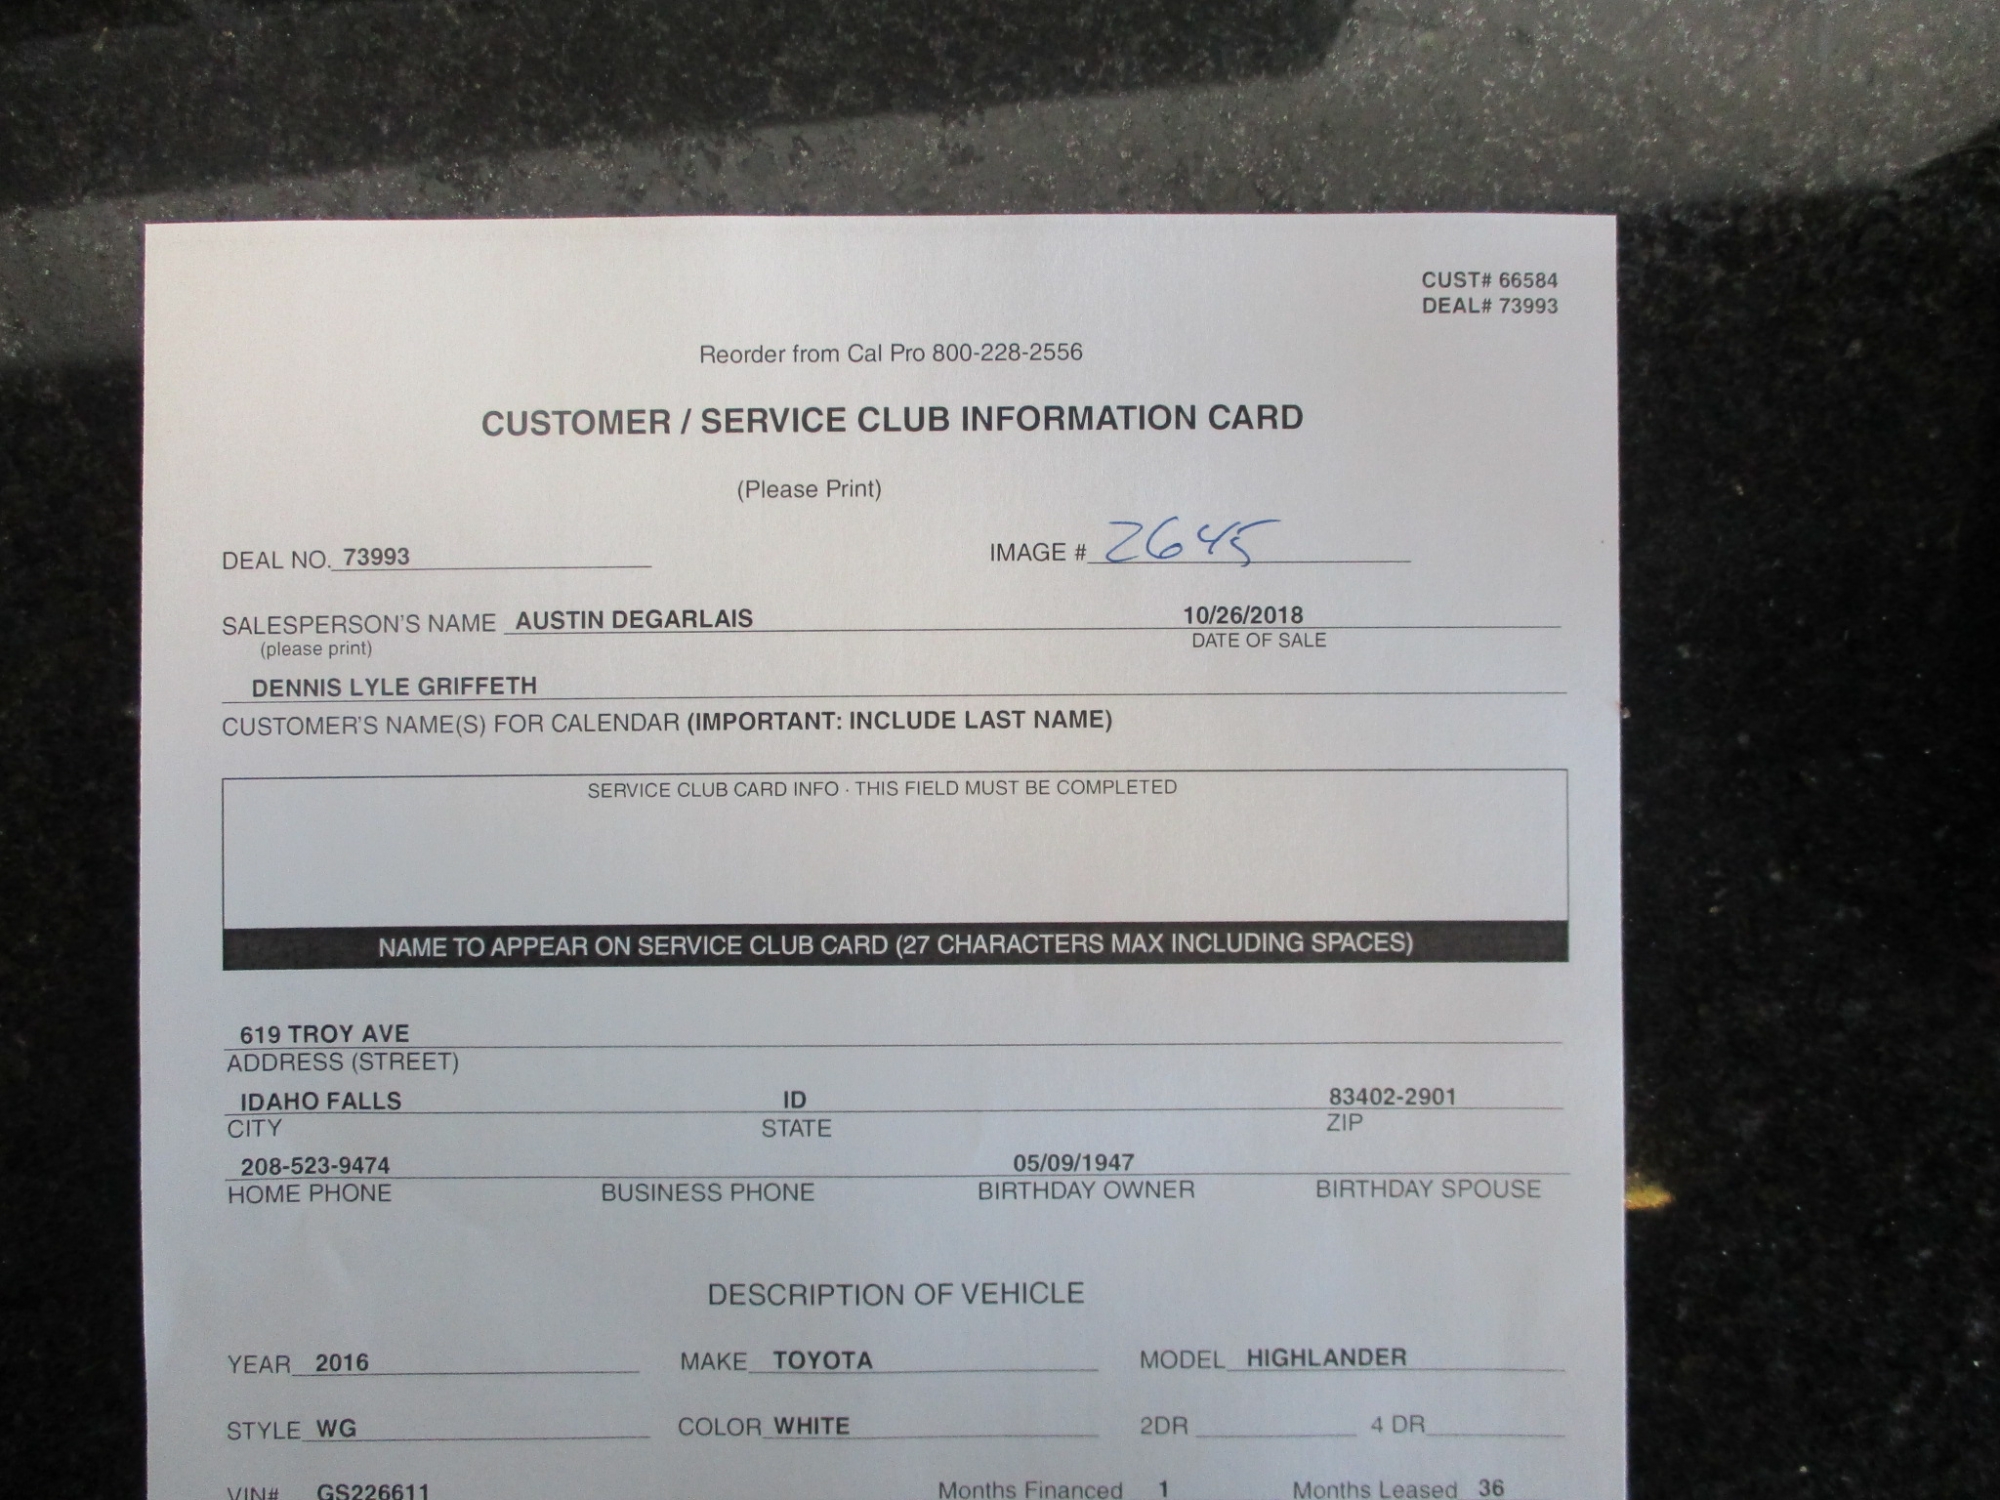 CUST# 66584
DEAL# 73993
Reorder from Cal Pro 800-228-2556
CUSTOMER / SERVICE CLUB INFORMATION CARD
(Please Print)
DEAL NO. 73993 IMAGE # 2645
SALESPERSON'S NAME AUSTIN DEGARLAIS 10/26/2018
(please print) DATE OF SALE
DENNIS LYLE GRIFFETH
CUSTOMER'S NAME(S) FOR CALENDAR (IMPORTANT: INCLUDE LAST NAME)
SERVICE CLUB CARD INFO · THIS FIELD MUST BE COMPLETED
NAME TO APPEAR ON SERVICE CLUB CARD (27 CHARACTERS MAX INCLUDING SPACES)
619 TROY AVE
ADDRESS (STREET)
IDAHO FALLS ID 83402-2901
CITY STATE ZIP
208-523-9474 05/09/1947
HOME PHONE BUSINESS PHONE BIRTHDAY OWNER BIRTHDAY SPOUSE
DESCRIPTION OF VEHICLE
YEAR 2016 MAKE TOYOTA MODEL HIGHLANDER
STYLE WG COLOR WHITE 2DR 4 DR
VIN# GS226611 Months Financed 1 Months Leased 36